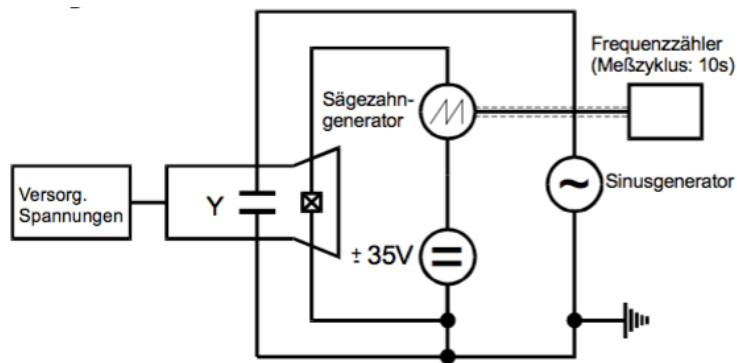 Frequenzzähler
(Meßzyklus: 10s)
Sägezahn-
generator
Versorg.
Spannungen
Y
Sinusgenerator
± 35V